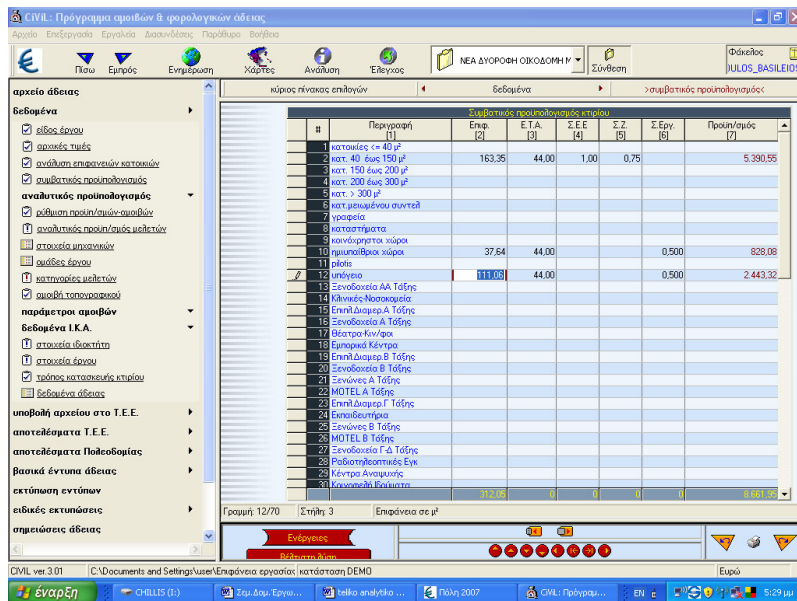 CiViL: Πρόγραμμα αμοιβών & φορολογικών άδειας
Αρχείο Επεξεργασία Εργαλεία Διασυνδέσεις Παράθυρο Βοήθεια
Πίσω Εμπρός Ενημέρωση Χάρτες Ανάλυση Έλεγχος ΝΕΑ ΔΥΟΡΟΦΗ ΟΙΚΟΔΟΜΗ Μ Σύνθεση Φάκελος
JULOS_BASILEIOS
αρχείο άδειας
δεδομένα
είδος έργου
αρχικές τιμές
ανάλυση επιφανειών κατοικιών
συμβατικός προϋπολογισμός
αναλυτικός προϋπολογισμός
ρύθμιση προϋπ/σμών-αμοιβών
αναλυτικός προϋπ/σμός μελετών
στοιχεία μηχανικών
ομάδες έργου
κατηγορίες μελετών
αμοιβή τοπογραφικού
παράμετροι αμοιβών
δεδομένα Ι.Κ.Α.
στοιχεία ιδιοκτήτη
στοιχεία έργου
τρόπος κατασκευής κτιρίου
δεδομένα άδειας
υποβολή αρχείου στο Τ.Ε.Ε.
αποτελέσματα Τ.Ε.Ε.
αποτελέσματα Πολεοδομίας
βασικά έντυπα άδειας
εκτύπωση εντύπων
ειδικές εκτυπώσεις
σημειώσεις άδειας
κύριος πίνακας επιλογών δεδομένα >συμβατικός προϋπολογισμός<
Συμβατικός προϋπολογισμός κτιρίου
# Περιγραφή [1] Επιφ. [2] Ε.Τ.Α. [3] Σ.Ε.Ε [4] Σ.Ζ. [5] Σ.Εργ. [6] Προϋπ/σμός [7]
1 κατοικίες <= 40 μ²
2 κατ. 40 έως 150 μ² 163,35 44,00 1,00 0,75 5.390,55
3 κατ. 150 έως 200 μ²
4 κατ. 200 έως 300 μ²
5 κατ. > 300 μ²
6 κατ.μειωμένου συντελ
7 γραφεία
8 καταστήματα
9 κοινόχρηστοι χώροι
10 ημιυπαίθριοι χώροι 37,64 44,00 0,500 828,08
11 pilotis
12 υπόγειο 111,06 44,00 0,500 2.443,32
13 Ξενοδοχεία ΑΑ Τάξης
14 Κλινικές-Νοσοκομεία
15 Επιπλ.Διαμερ.Α Τάξης
16 Ξενοδοχεία Α Τάξης
17 Θέατρα-Κιν/φοι
18 Εμπορικά Κέντρα
19 Επιπλ.Διαμερ.Β Τάξης
20 Ξενοδοχεία Β Τάξης
21 Ξενώνες Α Τάξης
22 MOTEL Α Τάξης
23 Επιπλ.Διαμερ.Γ Τάξης
24 Εκπαιδευτήρια
25 Ξενώνες Β Τάξης
26 MOTEL Β Τάξης
27 Ξενοδοχεία Γ-Δ Τάξης
28 Ραδιοτηλεοπτικές Εγκ
29 Κέντρα Αναψυχής
30 Κοινοφελή Ιδρύματα
312,05 0 0 0 0 8.661,95
Γραμμή: 12/70 Στήλη: 3 Επιφάνεια σε μ²
Ενέργειες
Βέλτιστη λύση
CIVIL ver.3.01 C:\Documents and Settings\user\Επιφάνεια εργασίας κατάσταση DEMO Ευρώ
έναρξη CHILLIS (I:) Σεμ.Δομ.Έργω... teliko analytiko ... Πόλη 2007 CiViL: Πρόγραμ... EN 5:29 μμ